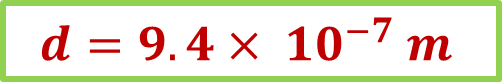 d = 9.4 × 10⁻⁷ m